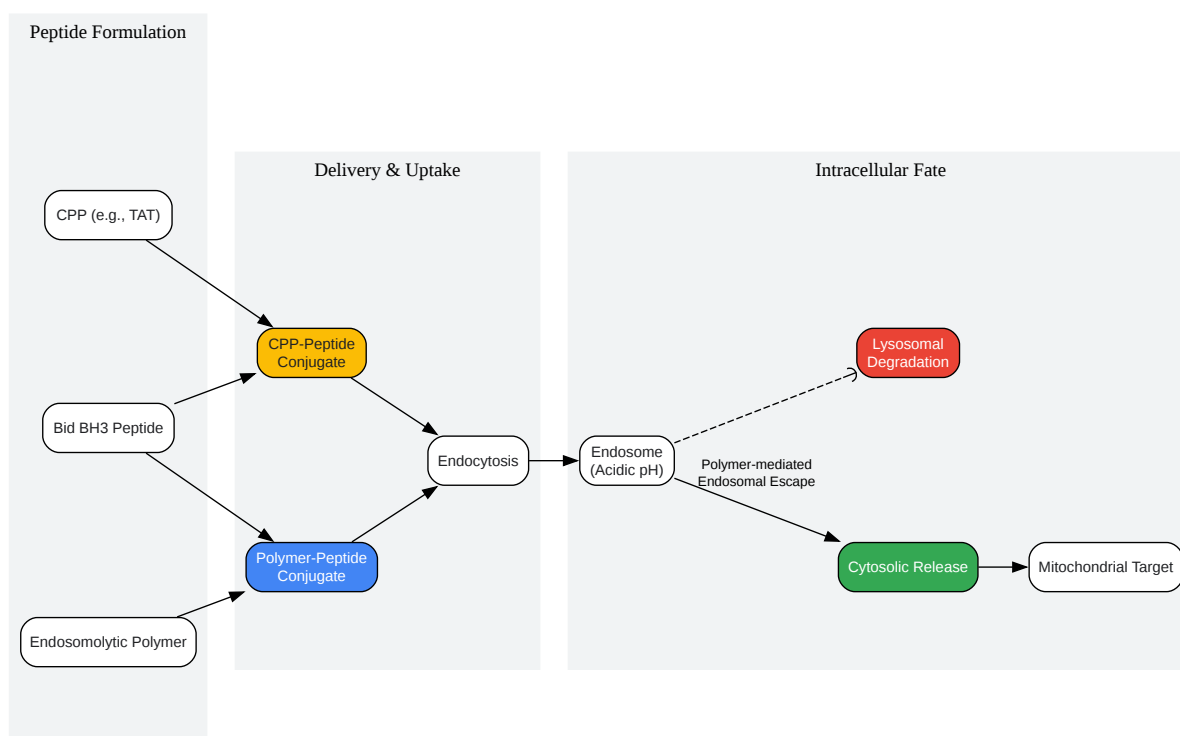 Peptide Formulation
Delivery & Uptake
Intracellular Fate
CPP (e.g., TAT)
CPP-Peptide
Conjugate
Lysosomal
Degradation
Bid BH3 Peptide
Endocytosis
Endosome
(Acidic pH)
Polymer-mediated
Endosomal Escape
Polymer-Peptide
Conjugate
Cytosolic Release
Mitochondrial Target
Endosomolytic Polymer